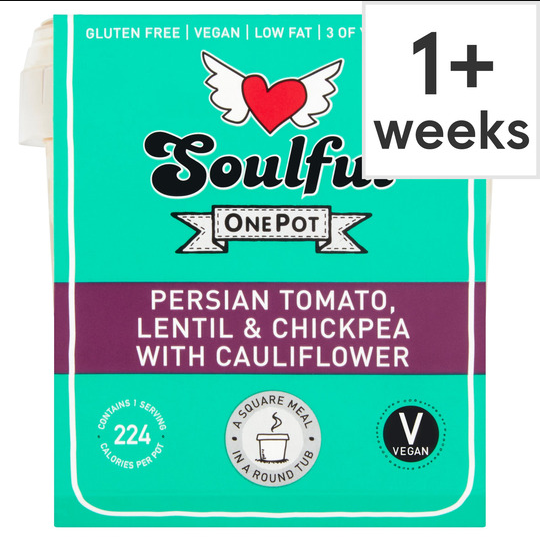 GLUTEN FREE | VEGAN | LOW FAT | 3 OF
1+
weeks
Soulful
ONEPOT
PERSIAN TOMATO,
LENTIL & CHICKPEA
WITH CAULIFLOWER
CONTAINS 1 SERVING
224
CALORIES PER POT
• A SQUARE MEAL •
IN A ROUND TUB
V
VEGAN